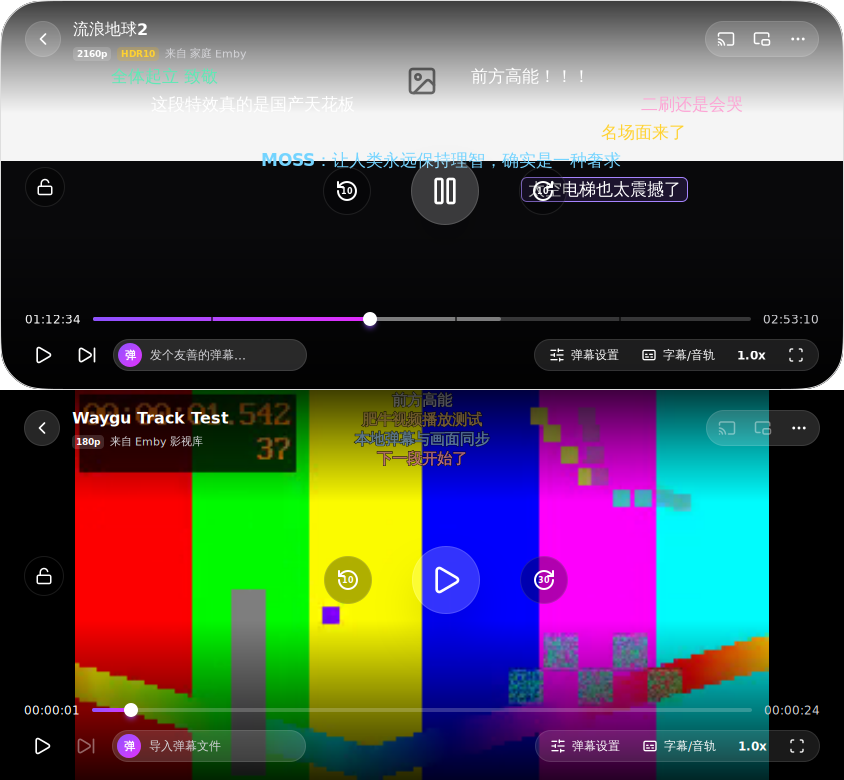 流浪地球2
2160p HDR10 来自 家庭 Emby
全体起立 致敬
前方高能！！！
这段特效真的是国产天花板
二刷还是会哭
名场面来了
MOSS：让人类永远保持理智，确实是一种奢求
10
10
太空电梯也太震撼了
01:12:34
02:53:10
弹 发个友善的弹幕...
弹幕设置 字幕/音轨 1.0x
00:00:01.542
37
Waygu Track Test
180p 来自 Emby 影视库
前方高能
肥牛视频播放测试
本地弹幕与画面同步
下一段开始了
10
30
00:00:01
00:00:24
弹 导入弹幕文件
弹幕设置 字幕/音轨 1.0x